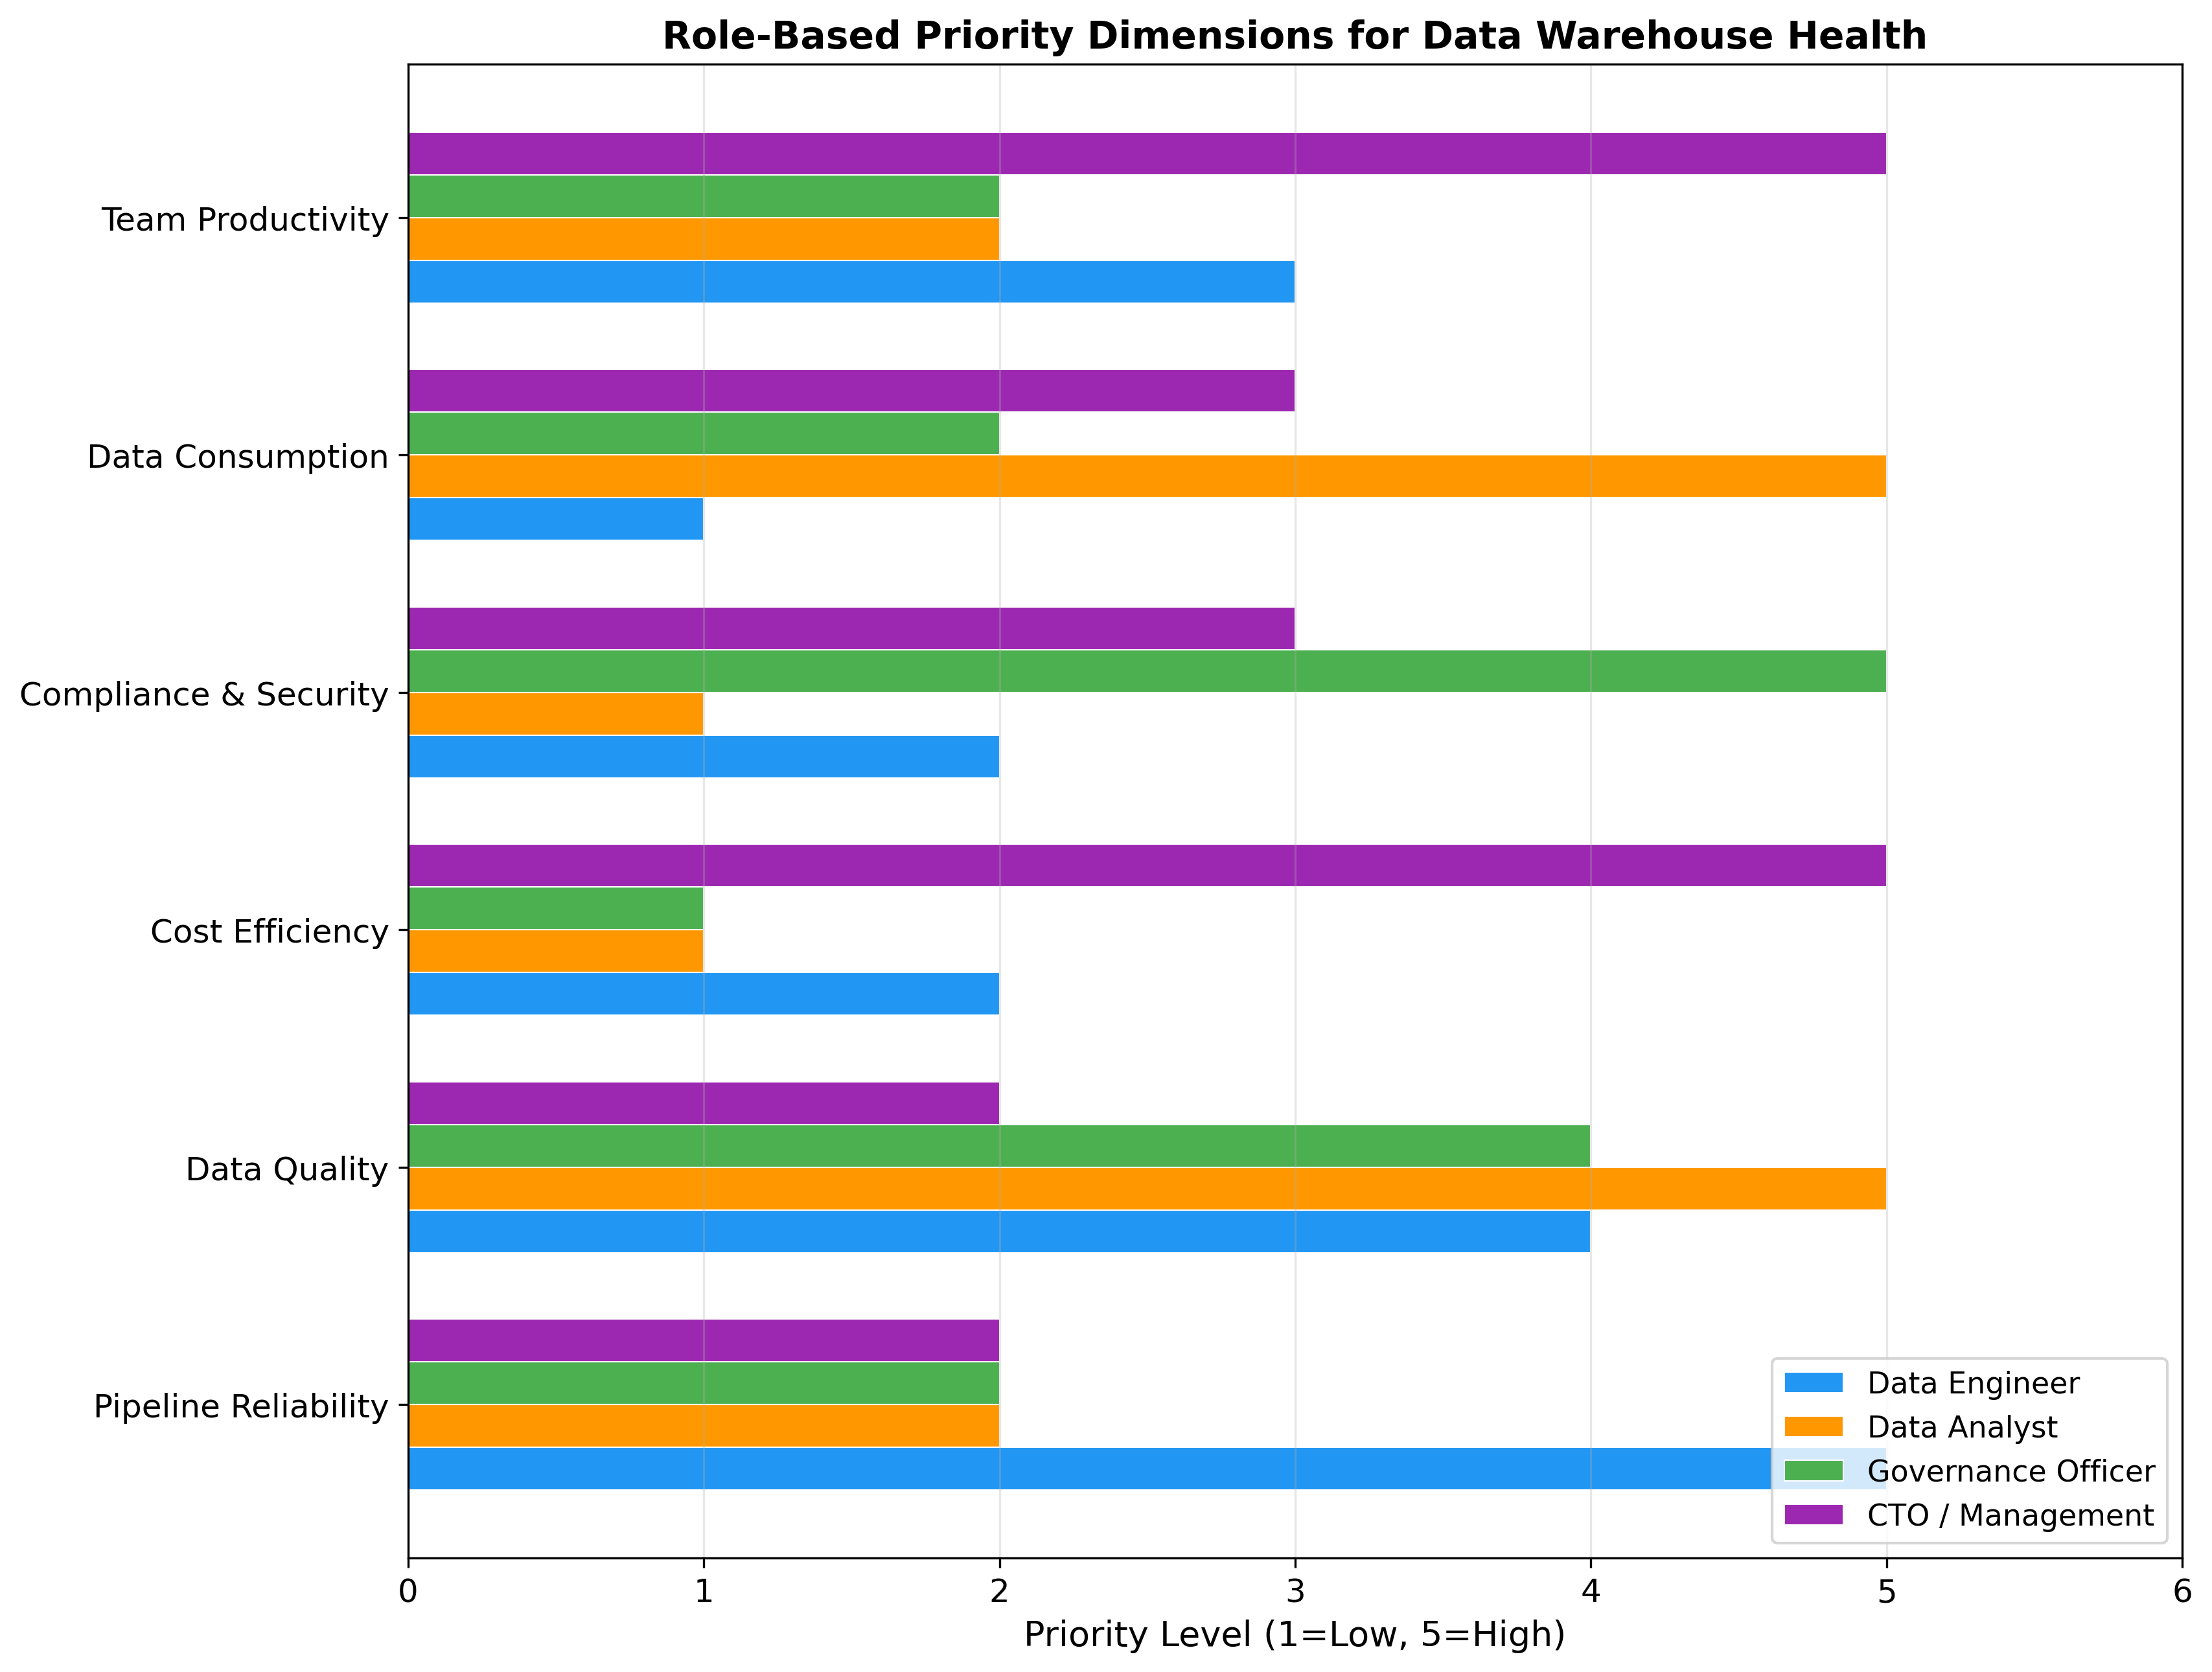 Role-Based Priority Dimensions for Data Warehouse Health
Team Productivity
Data Consumption
Compliance & Security
Cost Efficiency
Data Quality
Pipeline Reliability
Data Engineer
Data Analyst
Governance Officer
CTO / Management
0 1 2 3 4 5 6
Priority Level (1=Low, 5=High)